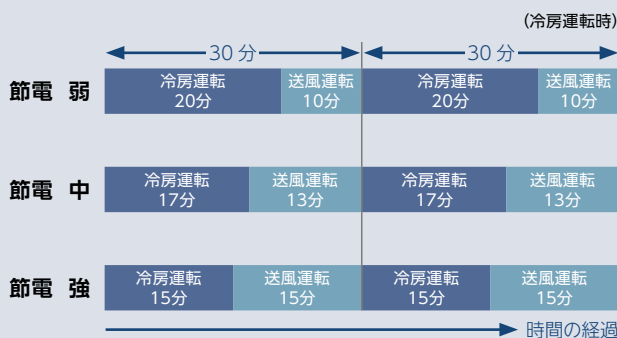 (冷房運転時)
30分 30分
節電 弱
冷房運転 送風運転 冷房運転 送風運転
20分 10分 20分 10分
節電 中
冷房運転 送風運転 冷房運転 送風運転
17分 13分 17分 13分
節電 強
冷房運転 送風運転 冷房運転 送風運転
15分 15分 15分 15分
時間の経過